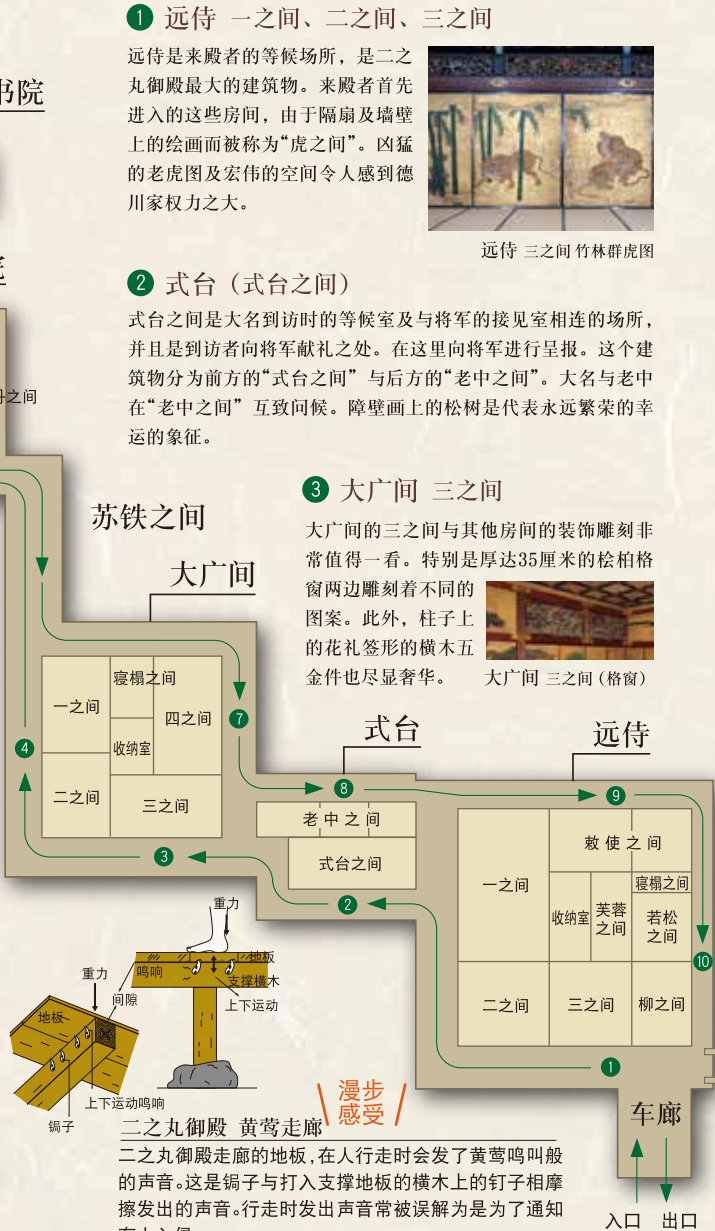 1 远侍 一之间、二之间、三之间
远侍是来殿者的等候场所，是二之
丸御殿最大的建筑物。来殿者首先
进入的这些房间，由于隔扇及墙壁
上的绘画而被称为“虎之间”。凶猛
的老虎图及宏伟的空间令人感到德
川家权力之大。
远侍 三之间 竹林群虎图
书院
2 式台（式台之间）
式台之间是大名到访时的等候室及与将军的接见室相连的场所，
并且是到访者向将军献礼之处。在这里向将军进行呈报。这个建
筑物分为前方的“式台之间”与后方的“老中之间”。大名与老中
在“老中之间”互致问候。障壁画上的松树是代表永远繁荣的幸
运的象征。
之间
3 大广间 三之间
大广间的三之间与其他房间的装饰雕刻非
常值得一看。特别是厚达35厘米的桧柏格
窗两边雕刻着不同的
图案。此外，柱子上
的花礼签形的横木五
金件也尽显奢华。
大广间 三之间（格窗）
苏铁之间
大广间
一之间
寝榻之间
四之间
收纳室
二之间
三之间
4
7
3
式台
8
老中之间
式台之间
2
远侍
9
敕使之间
一之间
寝榻之间
收纳室
芙蓉
之间
若松
之间
10
二之间
三之间
柳之间
1
车廊
入口
出口
重力
地板
鸣响
支撑横木
上下运动
重力
间隙
地板
上下运动鸣响
锔子
漫步
感受
二之丸御殿 黄莺走廊
二之丸御殿走廊的地板，在人行走时会发了黄莺鸣叫般
的声音。这是锔子与打入支撑地板的横木上的钉子相摩
擦发出的声音。行走时发出声音常被误解为是为了通知